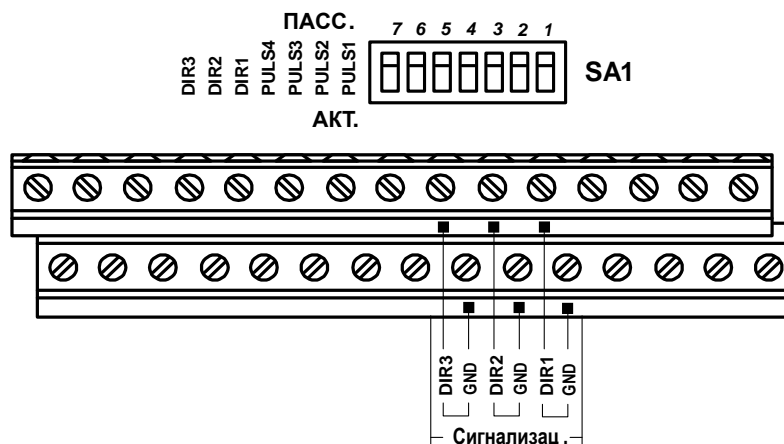 ПАСС.
7 6 5 4 3 2 1
DIR3 DIR2 DIR1 PULS4 PULS3 PULS2 PULS1
SA1
АКТ.
DIR3 GND DIR2 GND DIR1 GND
Сигнализац .